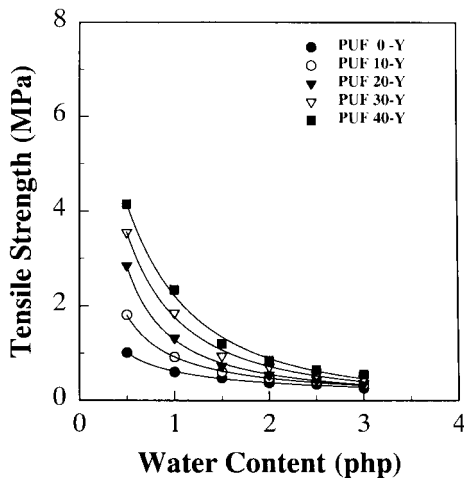 8
6
4
2
0
Tensile Strength (MPa)
PUF 0 -Y
PUF 10-Y
PUF 20-Y
PUF 30-Y
PUF 40-Y
0 1 2 3 4
Water Content (php)